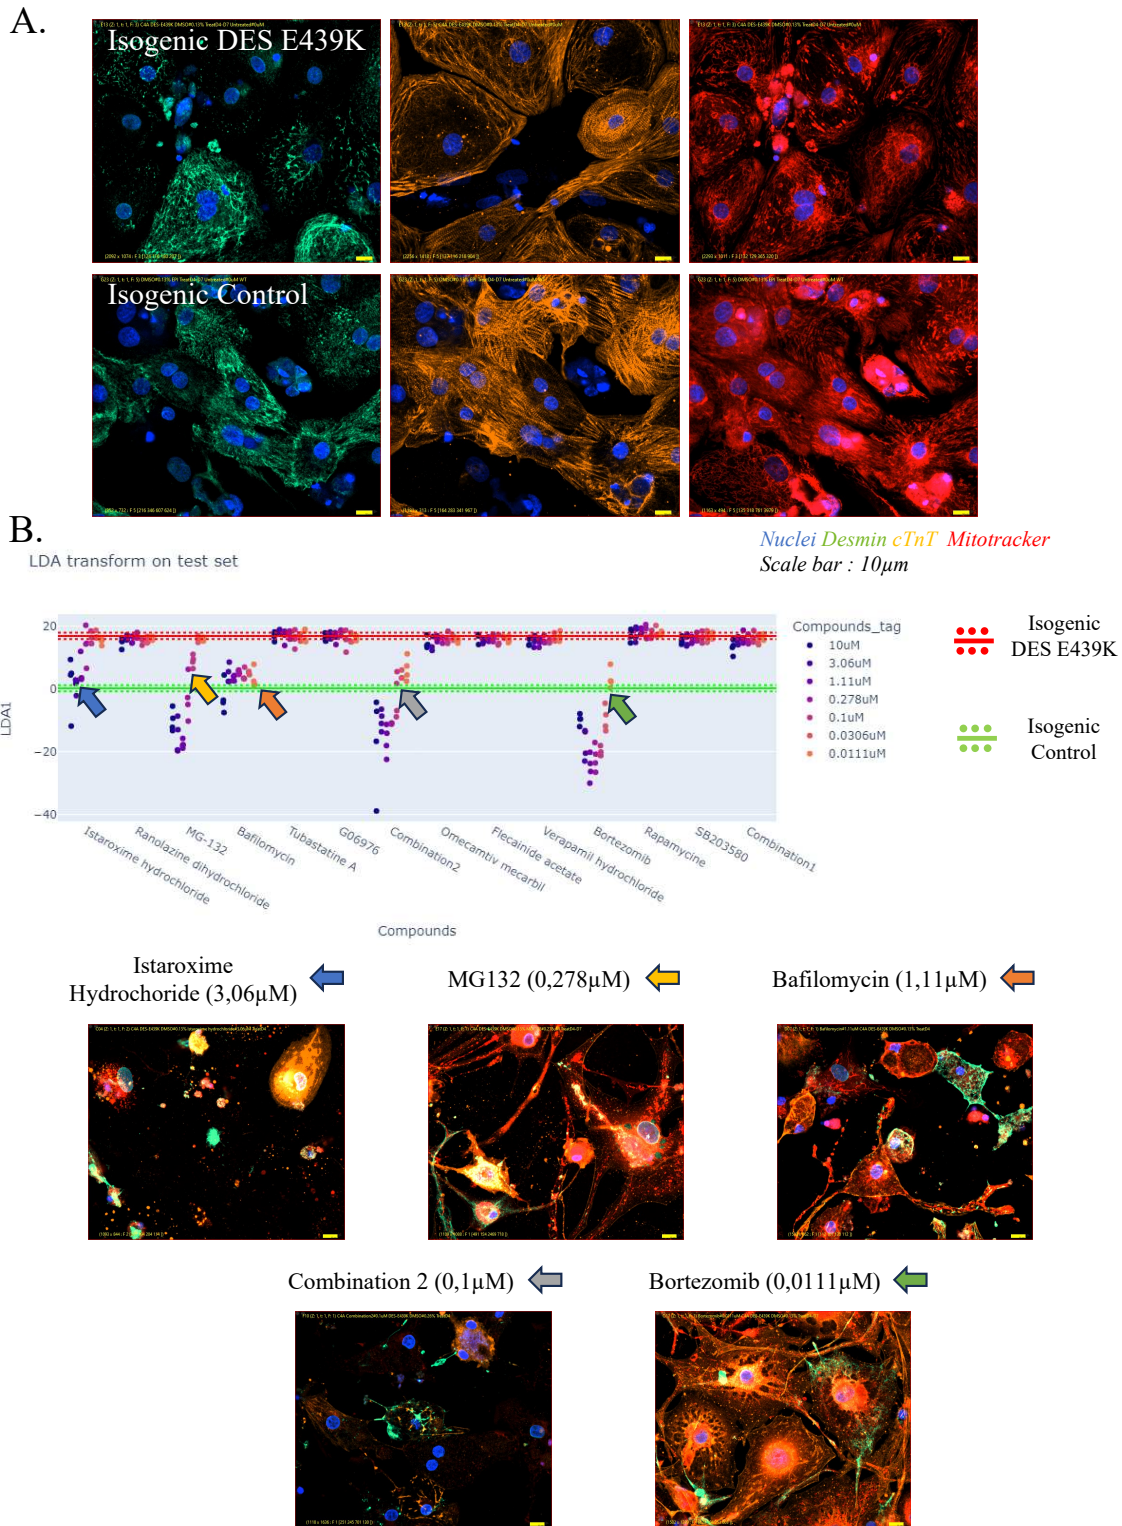 A.
Isogenic DES E439K
Isogenic Control
B.
Nuclei Desmin cTnT Mitotracker
Scale bar : 10µm
LDA transform on test set
LDA1
20
0
−20
−40
Compounds_tag
10uM
3.06uM
1.11uM
0.278uM
0.1uM
0.0306uM
0.0111uM
Isogenic
DES E439K
Isogenic
Control
Istaroxime hydrochloride
Ranolazine dihydrochloride
MG-132
Bafilomycin
Tubastatine A
G06976
Combination2
Omecamtiv mecarbil
Flecainide acetate
Verapamil hydrochloride
Bortezomib
Rapamycine
SB203580
Combination1
Compounds
Istaroxime
Hydrochoride (3,06µM)
MG132 (0,278µM)
Bafilomycin (1,11µM)
Combination 2 (0,1µM)
Bortezomib (0,0111µM)